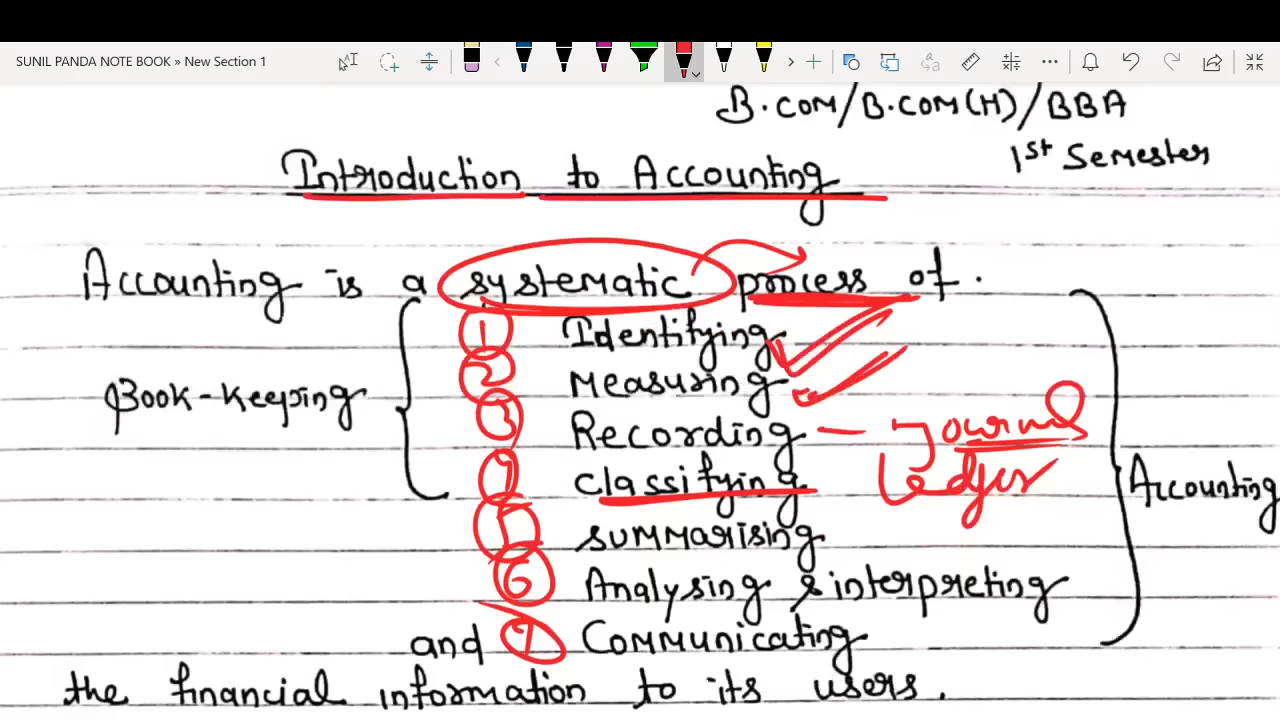 SUNIL PANDA NOTE BOOK » New Section 1
B.COM/B.COM(H)/BBA
1st Semester
Introduction to Accounting
Accounting is a systematic process of.
1 Identifying
2 Measuring
Book-Keeping
3 Recording — Journal
4 Classifying Ledger
Accounting
5 Summarising
6 Analysing & interpreting
and 7 Communicating
the financial information to its users.